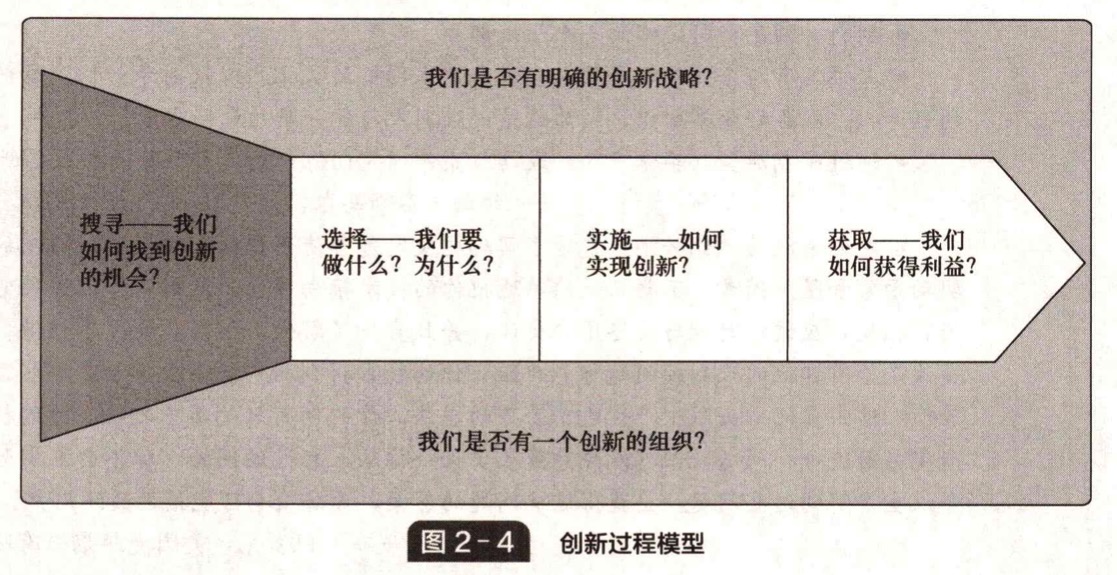 我们是否有明确的创新战略？
搜寻——我们
如何找到创新
的机会？
选择——我们要
做什么？为什么？
实施——如何
实现创新？
获取——我们
如何获得利益？
我们是否有一个创新的组织？
图2-4 创新过程模型